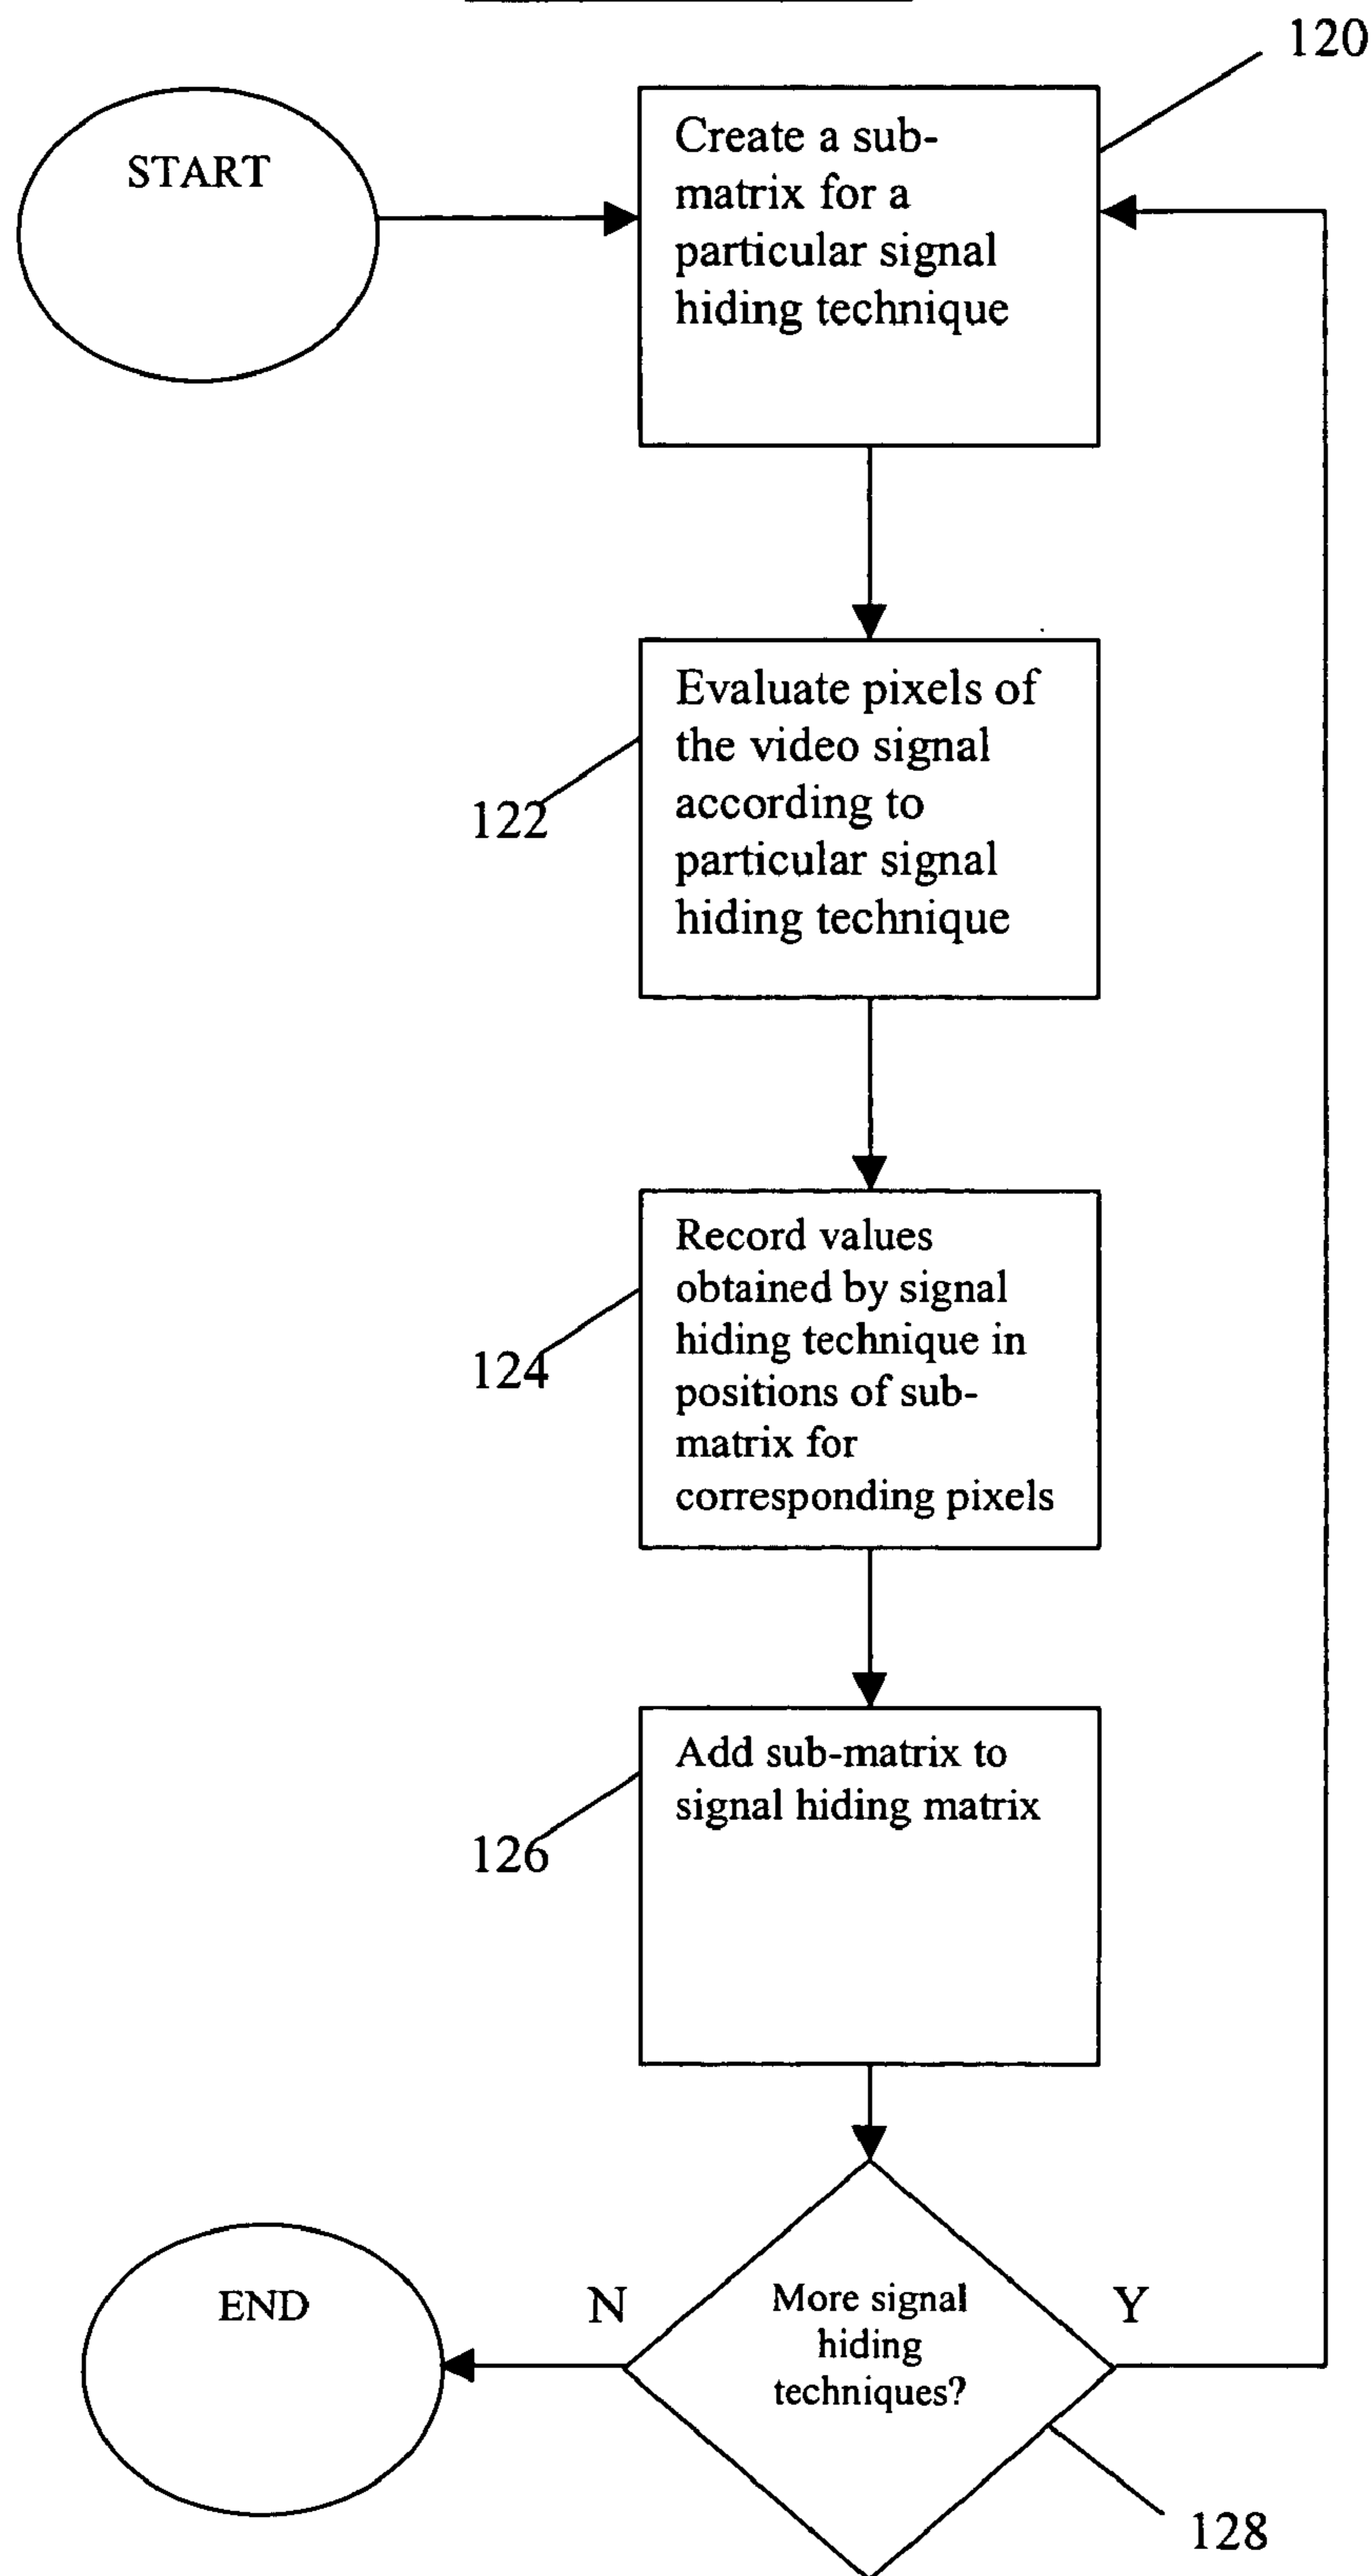 120
START
Create a sub-
matrix for a
particular signal
hiding technique
Evaluate pixels of
the video signal
according to
particular signal
hiding technique
122
Record values
obtained by signal
hiding technique in
positions of sub-
matrix for
corresponding pixels
124
Add sub-matrix to
signal hiding matrix
126
END
N
More signal
hiding
techniques?
Y
128